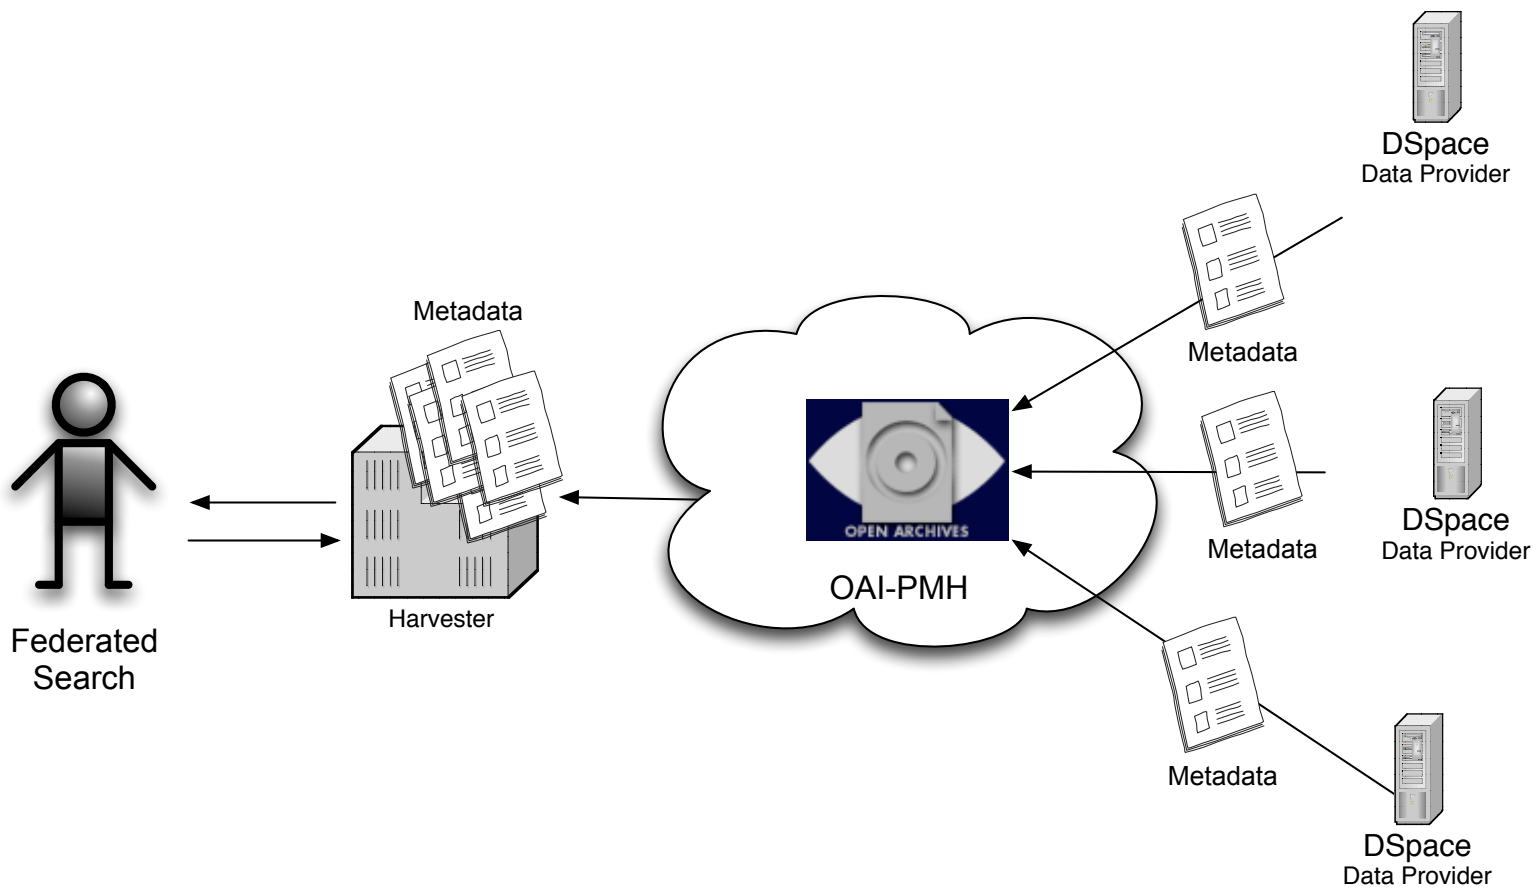 DSpace
Data Provider
Metadata
Metadata
OPEN ARCHIVES
OAI-PMH
Metadata
DSpace
Data Provider
Harvester
Federated
Search
Metadata
DSpace
Data Provider